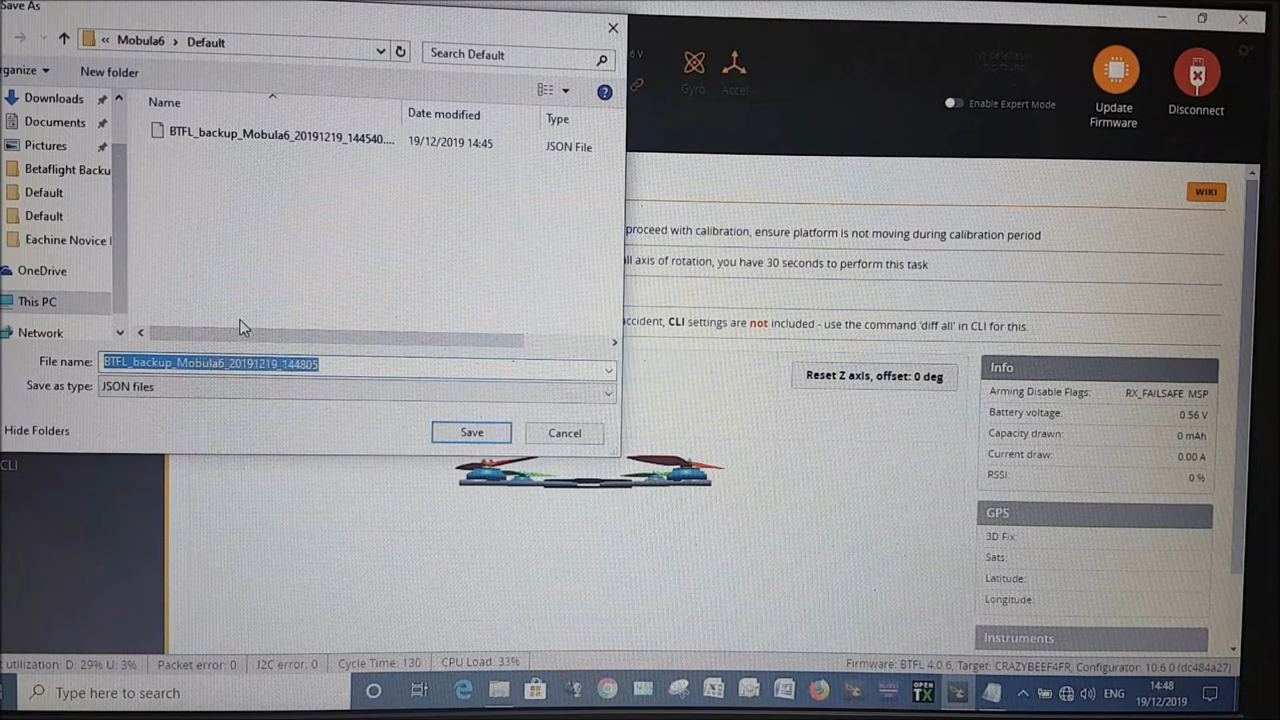 Save As
Mobula6 > Default
Search Default
Organize
New folder
Name
Date modified
Type
Downloads
Documents
Pictures
Betaflight Backu
Default
Default
Eachine Novice I
OneDrive
This PC
Network
BTFL_backup_Mobula6_20191219_144540....
19/12/2019 14:45
JSON File
File name:
BTFL_backup_Mobula6_20191219_144805
Save as type:
JSON files
Hide Folders
Save
Cancel
CLI
V
Gyro
Accel
Enable Expert Mode
Update
Firmware
Disconnect
WIKI
proceed with calibration, ensure platform is not moving during calibration period
all axis of rotation, you have 30 seconds to perform this task
accident, CLI settings are not included - use the command 'diff all' in CLI for this.
Reset Z axis, offset: 0 deg
Info
Arming Disable Flags: RX_FAILSAFE MSP
Battery voltage: 0.56 V
Capacity drawn: 0 mAh
Current draw: 0.00 A
RSSI: 0 %
GPS
3D Fix:
Sats:
Latitude:
Longitude:
Instruments
utilization: D: 29% U: 3%
Packet error: 0
I2C error: 0
Cycle Time: 130
CPU Load: 33%
Firmware: BTFL 4.0.6, Target: CRAZYBEEF4FR, Configurator: 10.6.0 (dc484a27)
Type here to search
OPEN
TX
ENG
14:48
19/12/2019